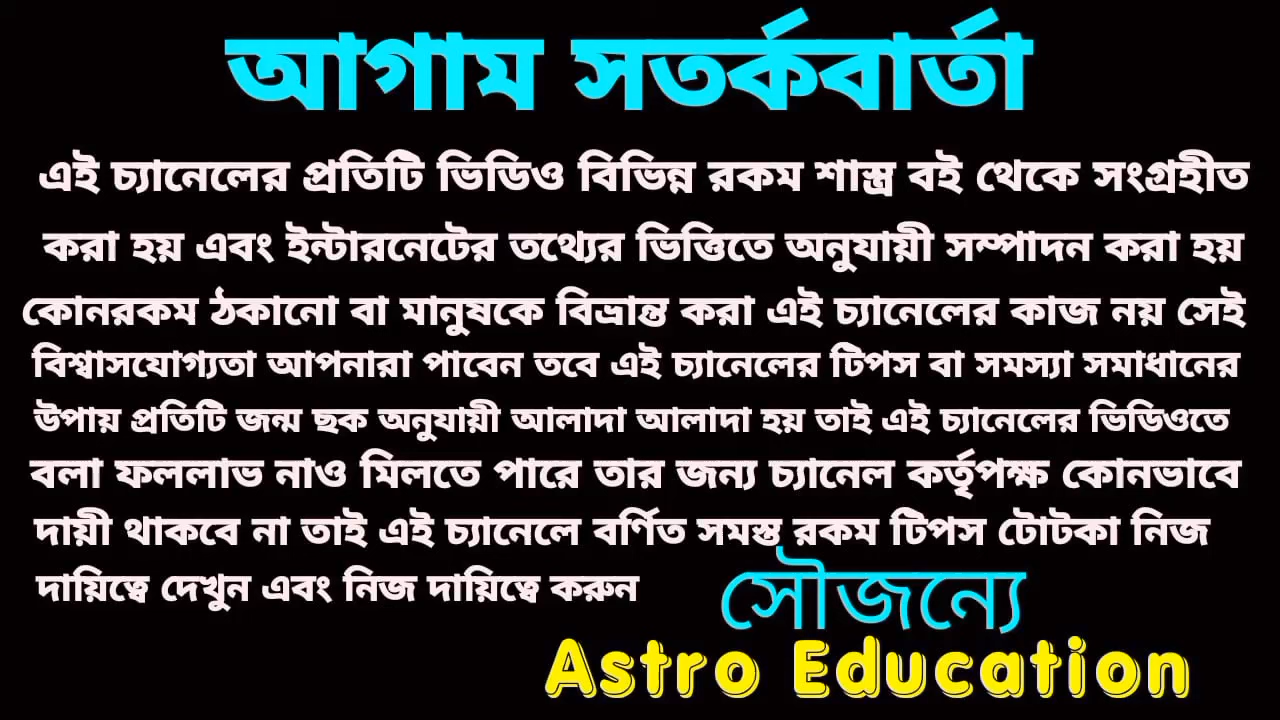 আগাম সতর্কবার্তা
এই চ্যানেলের প্রতিটি ভিডিও বিভিন্ন রকম শাস্ত্র বই থেকে সংগ্রহীত
করা হয় এবং ইন্টারনেটের তথ্যের ভিত্তিতে অনুযায়ী সম্পাদন করা হয়
কোনরকম ঠকানো বা মানুষকে বিভ্রান্ত করা এই চ্যানেলের কাজ নয় সেই
বিশ্বাসযোগ্যতা আপনারা পাবেন তবে এই চ্যানেলের টিপস বা সমস্যা সমাধানের
উপায় প্রতিটি জন্ম ছক অনুযায়ী আলাদা আলাদা হয় তাই এই চ্যানেলের ভিডিওতে
বলা ফললাভ নাও মিলতে পারে তার জন্য চ্যানেল কর্তৃপক্ষ কোনভাবে
দায়ী থাকবে না তাই এই চ্যানেলে বর্ণিত সমস্ত রকম টিপস টোটকা নিজ
দায়িত্বে দেখুন এবং নিজ দায়িত্বে করুন
সৌজন্যে
Astro Education